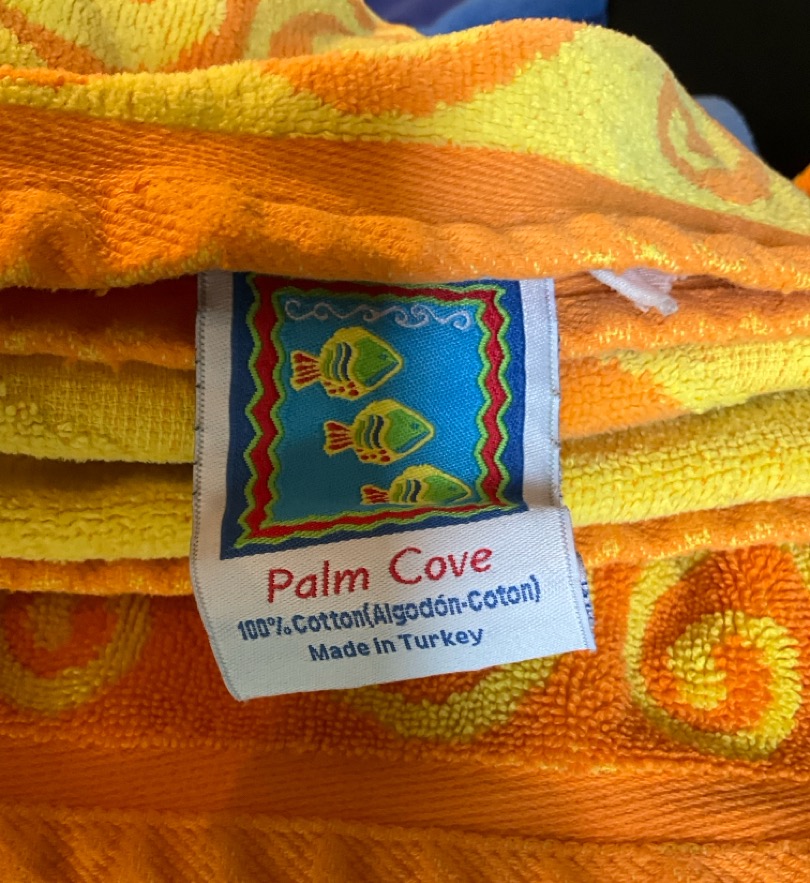 Palm Cove
100% Cotton(Algodón-Coton)
Made in Turkey